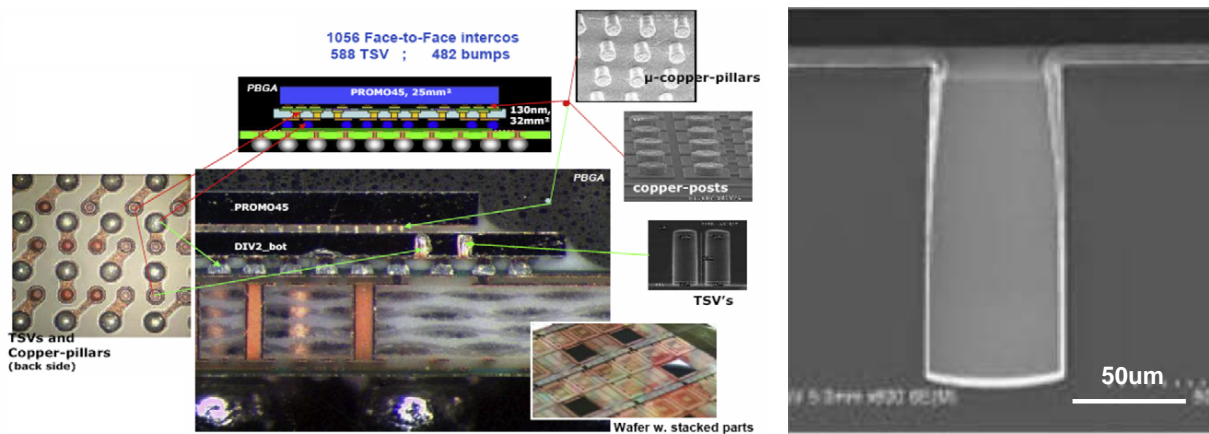 1056 Face-to-Face intercos
588 TSV ; 482 bumps
PBGA
PROMO45, 25mm²
130nm,
32mm²
µ-copper-pillars
copper-posts
PBGA
PROMO45
DIV2_bot
TSV's
TSVs and
Copper-pillars
(back side)
Wafer w. stacked parts
50um